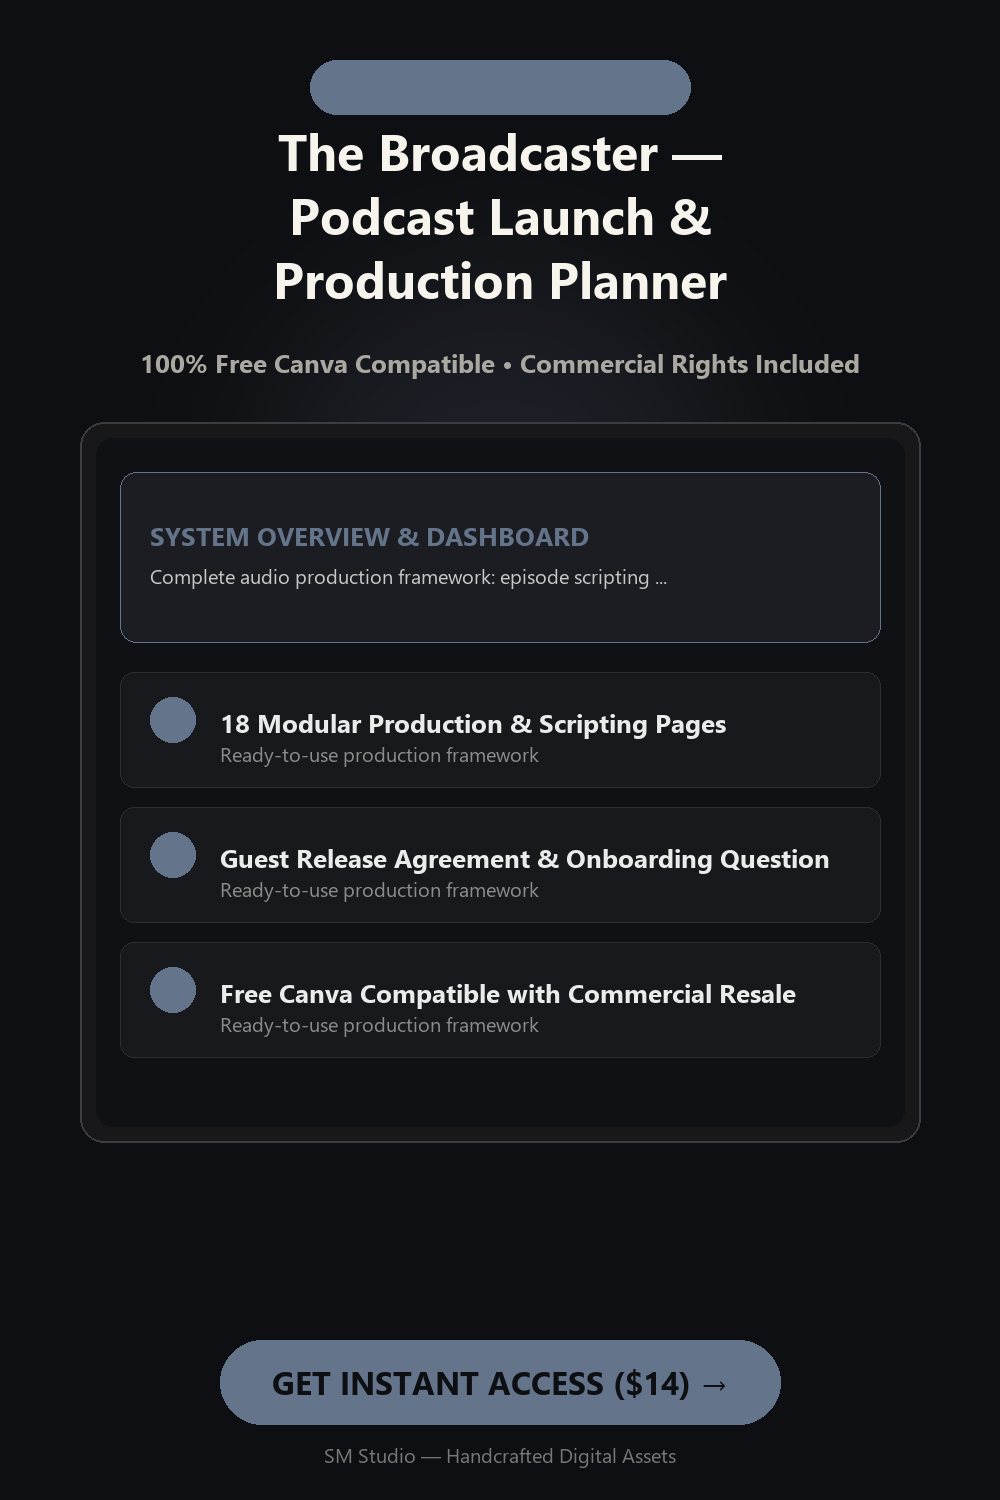 The Broadcaster —
Podcast Launch &
Production Planner
100% Free Canva Compatible • Commercial Rights Included
SYSTEM OVERVIEW & DASHBOARD
Complete audio production framework: episode scripting ...
18 Modular Production & Scripting Pages
Ready-to-use production framework
Guest Release Agreement & Onboarding Question
Ready-to-use production framework
Free Canva Compatible with Commercial Resale
Ready-to-use production framework
GET INSTANT ACCESS ($14) →
SM Studio — Handcrafted Digital Assets